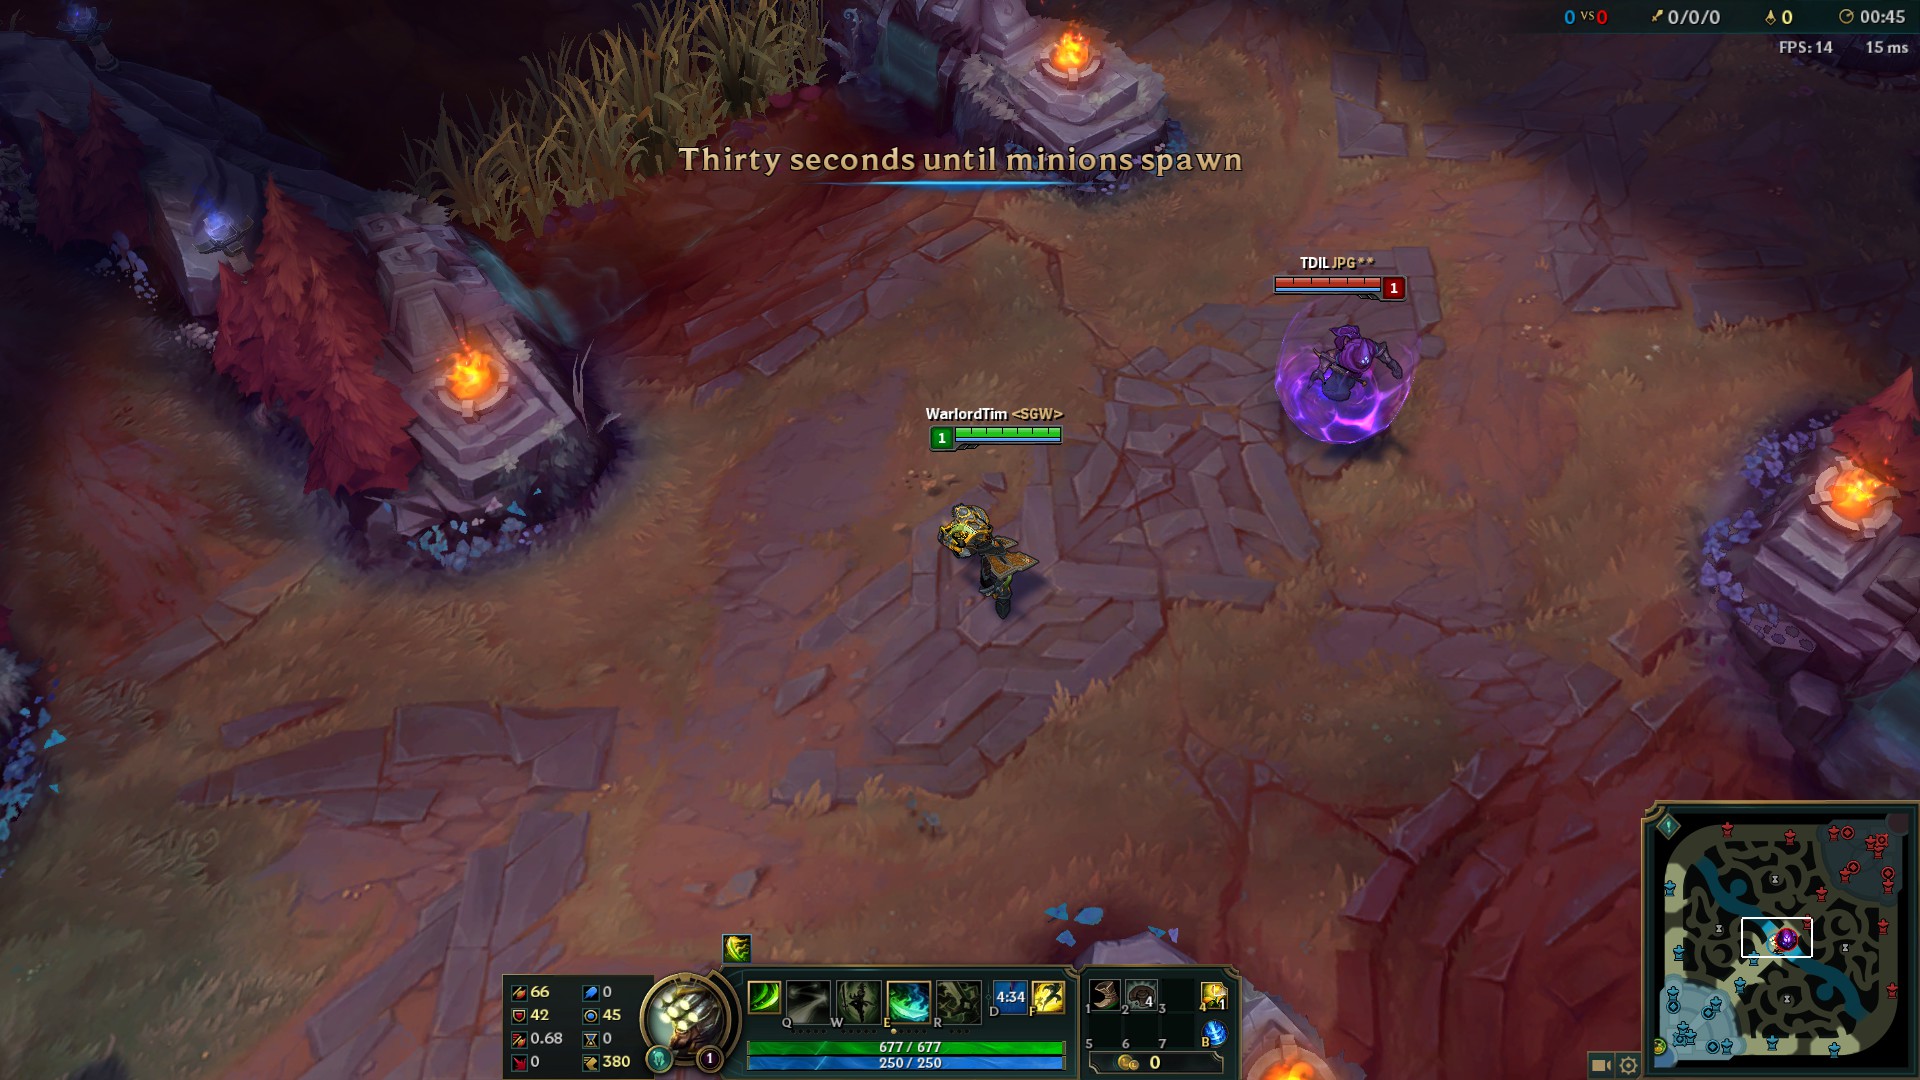 0 VS 0 0/0/0 0 00:45
FPS: 14 15 ms
Thirty seconds until minions spawn
TDIL JPG**
1
WarlordTim <SGW>
1
66 0
42 45
0.68 0
0 380
1
Q W E R
4:34
D F
677 / 677
250 / 250
1 2 4 3 4 1
5 6 7 B
0